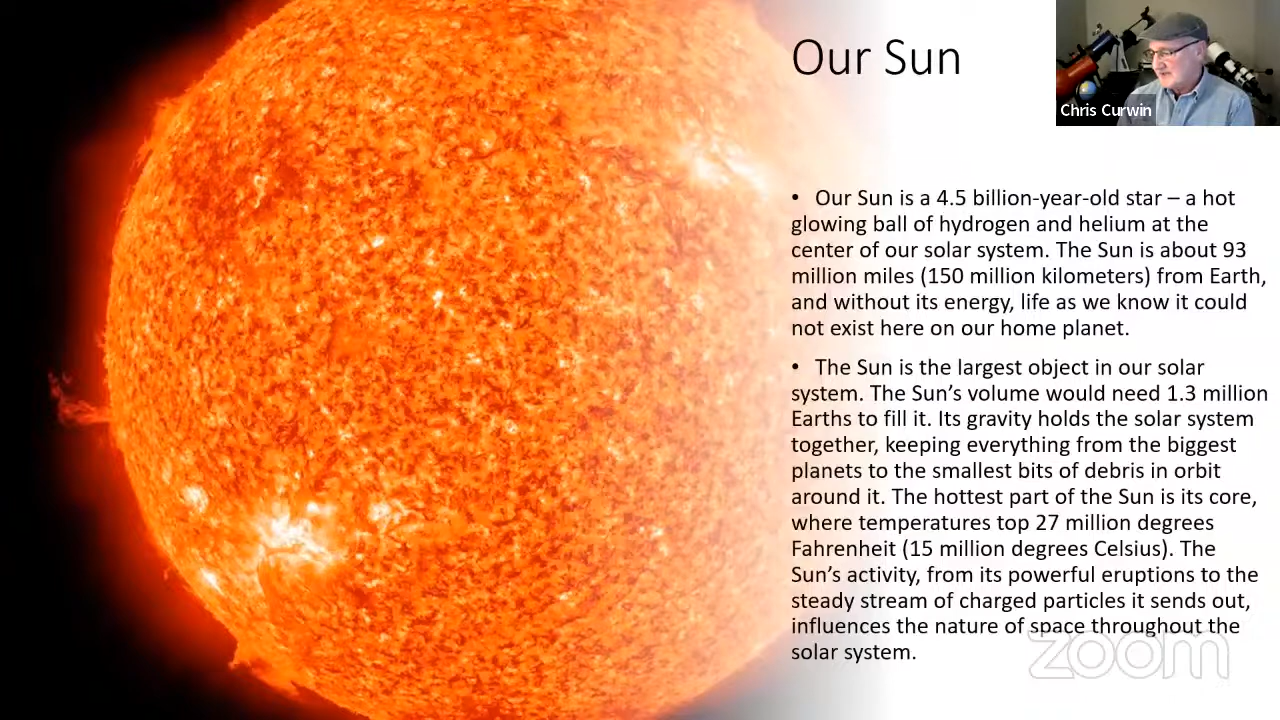 Our Sun
Chris Curwin
• Our Sun is a 4.5 billion-year-old star – a hot
glowing ball of hydrogen and helium at the
center of our solar system. The Sun is about 93
million miles (150 million kilometers) from Earth,
and without its energy, life as we know it could
not exist here on our home planet.
• The Sun is the largest object in our solar
system. The Sun’s volume would need 1.3 million
Earths to fill it. Its gravity holds the solar system
together, keeping everything from the biggest
planets to the smallest bits of debris in orbit
around it. The hottest part of the Sun is its core,
where temperatures top 27 million degrees
Fahrenheit (15 million degrees Celsius). The
Sun’s activity, from its powerful eruptions to the
steady stream of charged particles it sends out,
influences the nature of space throughout the
solar system.
zoom